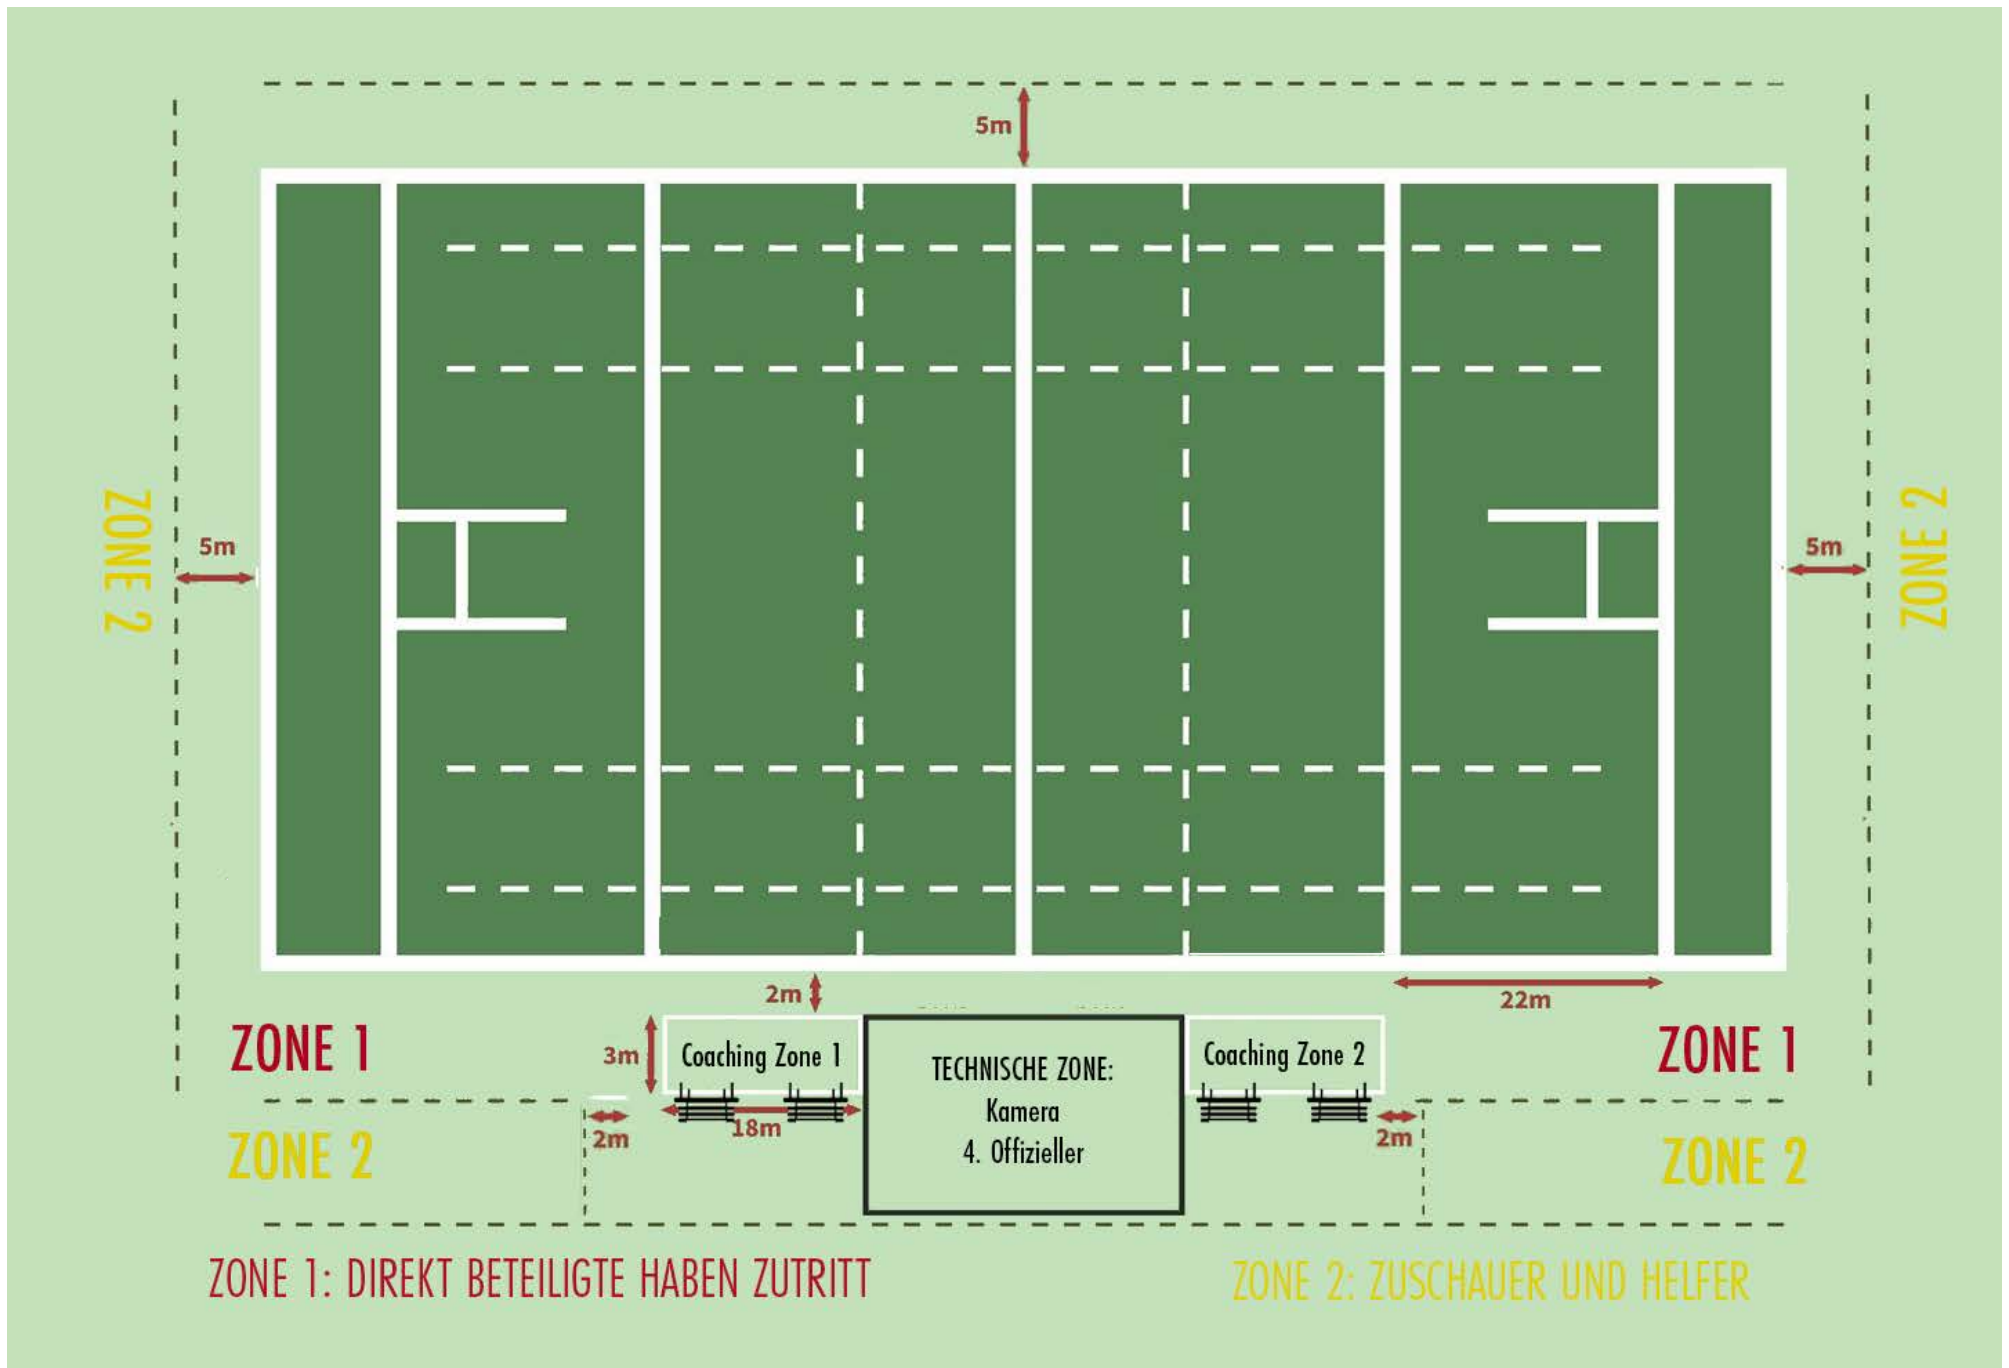 5m
ZONE 2
5m
5m
ZONE 2
2m
22m
ZONE 1
3m
Coaching Zone 1
TECHNISCHE ZONE:
Kamera
4. Offizieller
Coaching Zone 2
ZONE 1
ZONE 2
2m
18m
2m
ZONE 2
ZONE 1: DIREKT BETEILIGTE HABEN ZUTRITT
ZONE 2: ZUSCHAUER UND HELFER